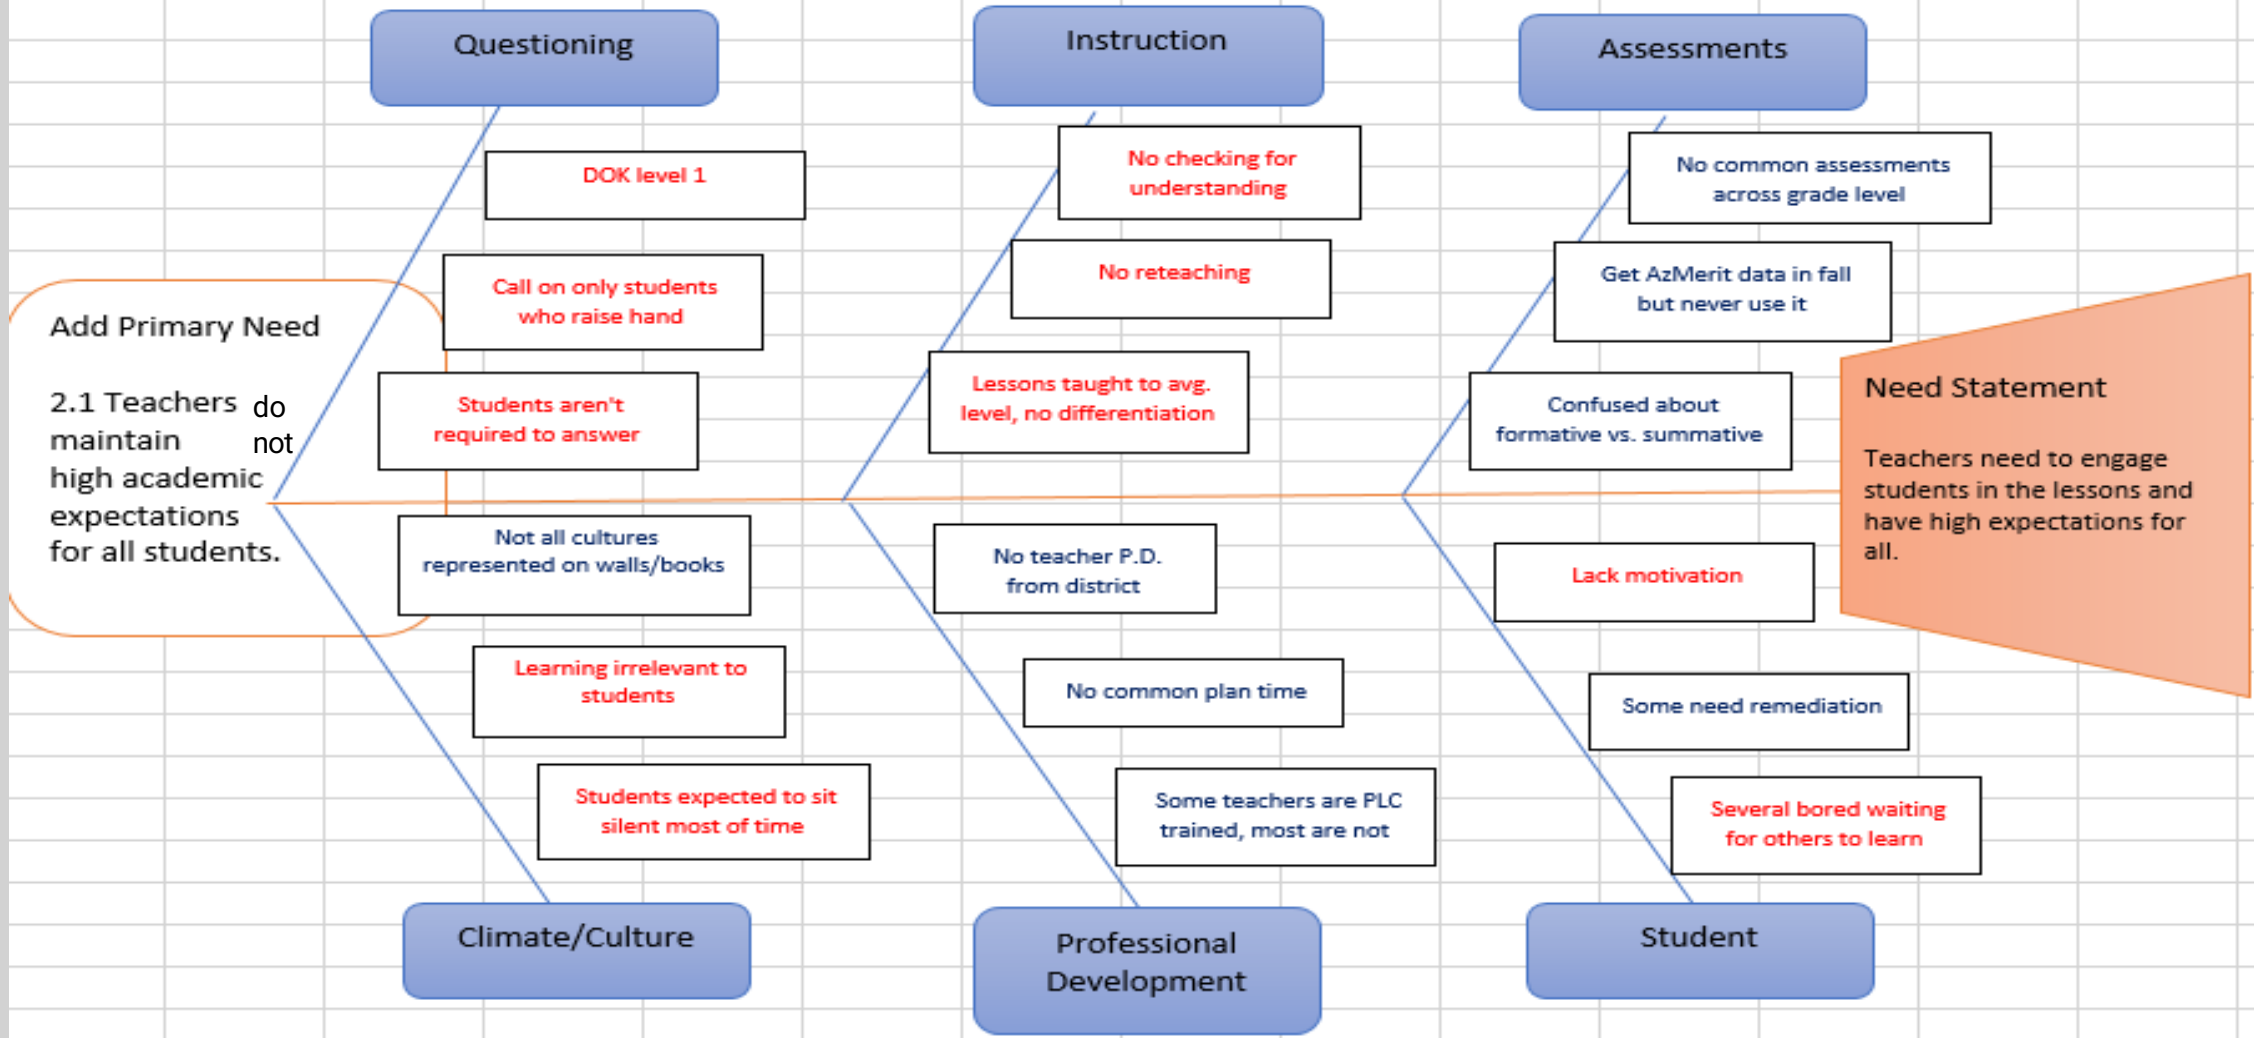 Questioning
Instruction
Assessments
DOK level 1
Call on only students
who raise hand
Students aren't
required to answer
No checking for
understanding
No reteaching
Lessons taught to avg.
level, no differentiation
No common assessments
across grade level
Get AzMerit data in fall
but never use it
Confused about
formative vs. summative
Add Primary Need
2.1 Teachers do
maintain not
high academic
expectations
for all students.
Need Statement
Teachers need to engage
students in the lessons and
have high expectations for
all.
Not all cultures
represented on walls/books
Learning irrelevant to
students
Students expected to sit
silent most of time
No teacher P.D.
from district
No common plan time
Some teachers are PLC
trained, most are not
Lack motivation
Some need remediation
Several bored waiting
for others to learn
Climate/Culture
Professional
Development
Student